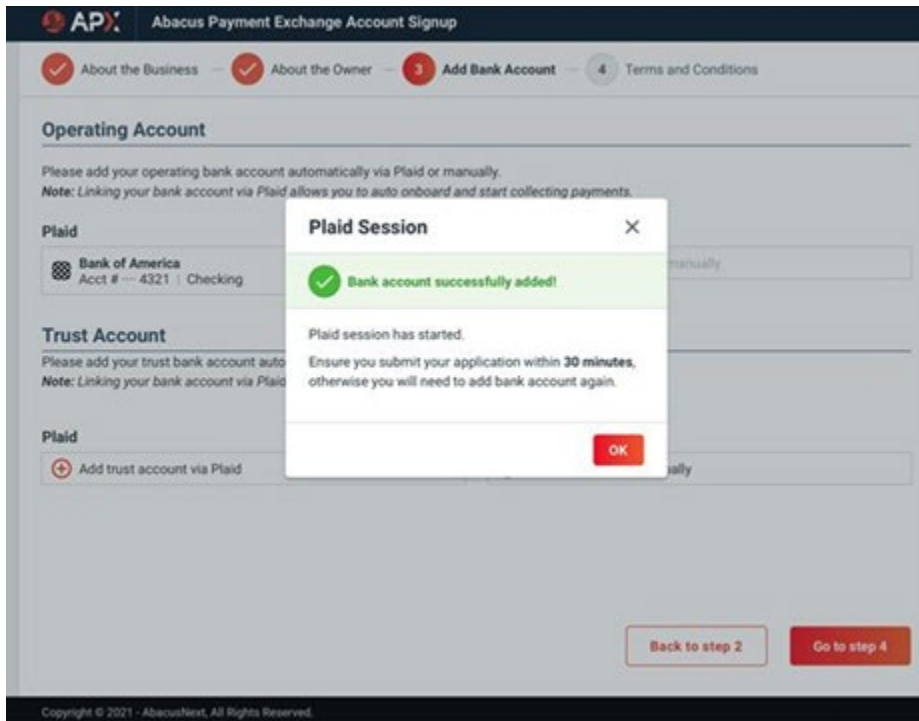 APX Abacus Payment Exchange Account Signup
About the Business
About the Owner
3 Add Bank Account
4 Terms and Conditions
Operating Account
Please add your operating bank account automatically via Plaid or manually.
Note: Linking your bank account via Plaid allows you to auto onboard and start collecting payments.
Plaid
Bank of America
Acct # --- 4321 | Checking
manually
Plaid Session
Bank account successfully added!
Plaid session has started.
Ensure you submit your application within 30 minutes,
otherwise you will need to add bank account again.
OK
Trust Account
Please add your trust bank account auto
Note: Linking your bank account via Plaid
Plaid
Add trust account via Plaid
ually
Back to step 2
Go to step 4
Copyright © 2021 - AbacusNext, All Rights Reserved.